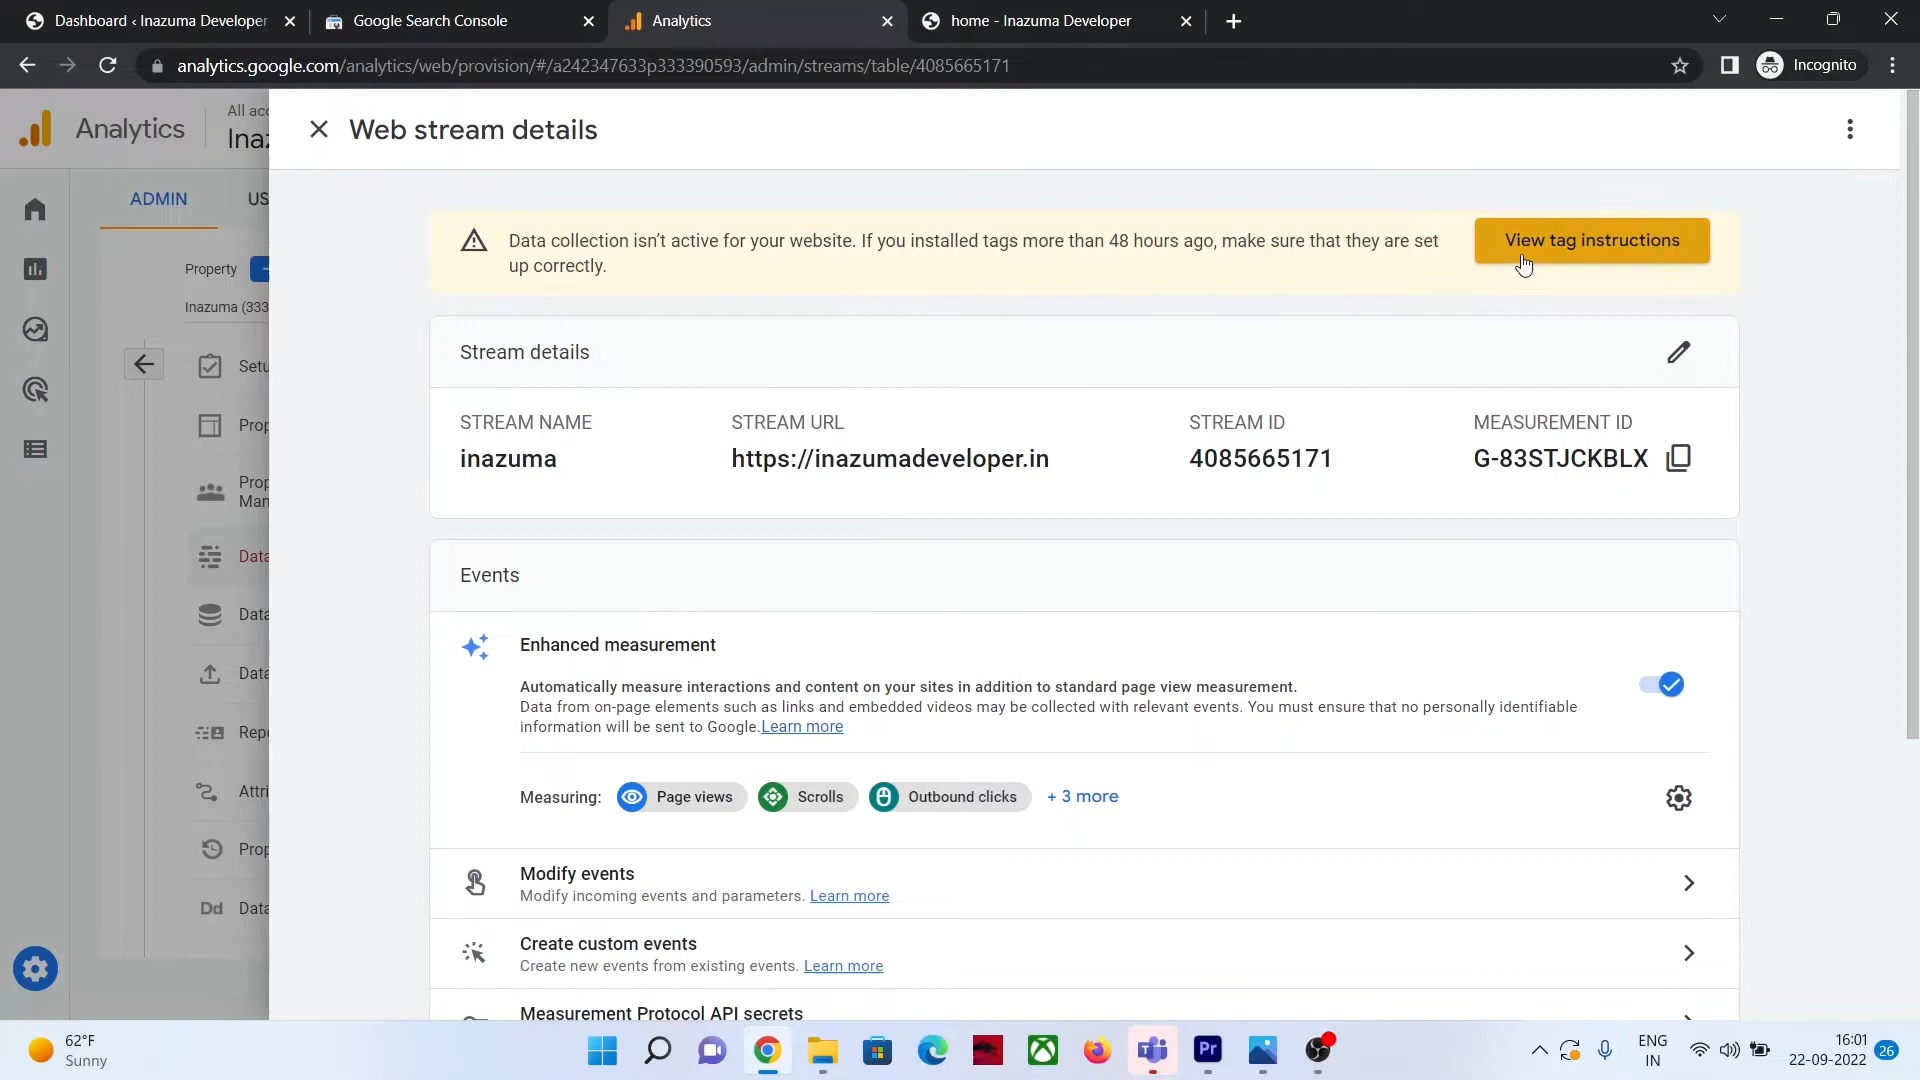 Dashboard ‹ Inazuma Developer
Google Search Console
Analytics
home - Inazuma Developer
analytics.google.com/analytics/web/provision/#/a242347633p333390593/admin/streams/table/4085665171
Incognito
Analytics
All acc
Inaz
Web stream details
ADMIN
US
Data collection isn't active for your website. If you installed tags more than 48 hours ago, make sure that they are set
up correctly.
View tag instructions
Property
Inazuma (333
Stream details
STREAM NAME
STREAM URL
STREAM ID
MEASUREMENT ID
inazuma
https://inazumadeveloper.in
4085665171
G-83STJCKBLX
Setu
Prop
Prop
Man
Data
Data
Data
Repo
Attri
Prop
Dd Data
Events
Enhanced measurement
Automatically measure interactions and content on your sites in addition to standard page view measurement.
Data from on-page elements such as links and embedded videos may be collected with relevant events. You must ensure that no personally identifiable
information will be sent to Google. Learn more
Measuring:
Page views
Scrolls
Outbound clicks
+ 3 more
Modify events
Modify incoming events and parameters. Learn more
Create custom events
Create new events from existing events. Learn more
Measurement Protocol API secrets
62°F
Sunny
Pr
ENG
IN
16:01
22-09-2022
26